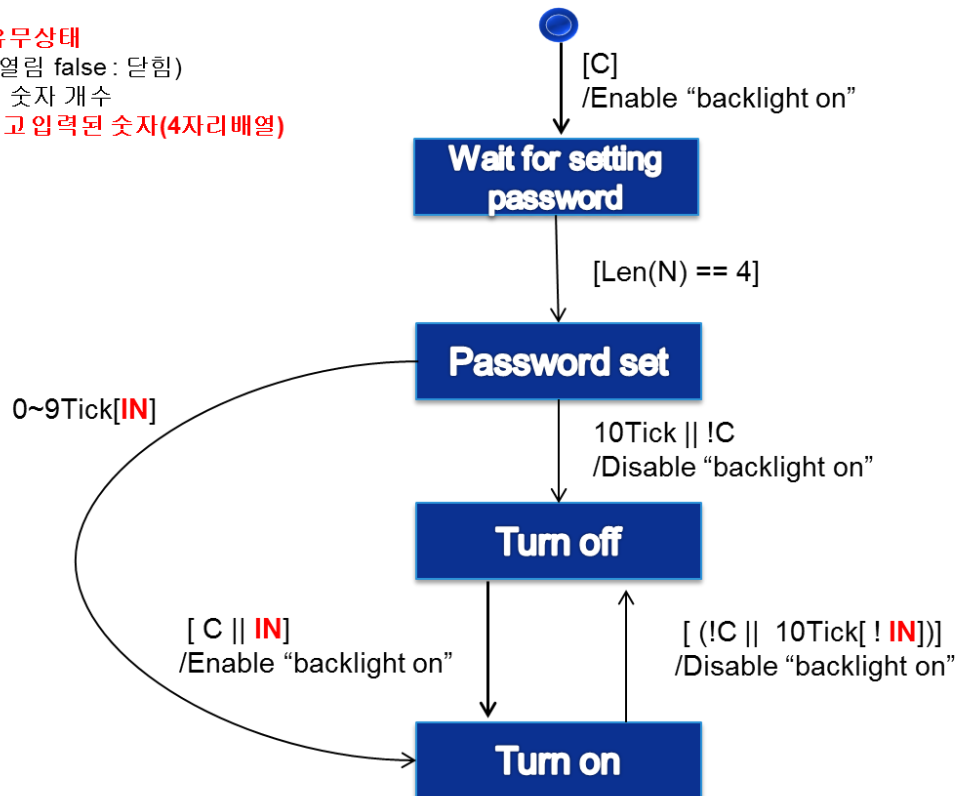 무상태
열림 false : 닫힘)
숫자 개수
고 입력된 숫자(4자리배열)
[C]
/Enable “backlight on”
Wait for setting
password
[Len(N) == 4]
Password set
0~9Tick[IN]
10Tick || !C
/Disable “backlight on”
Turn off
[ C || IN]
/Enable “backlight on”
[ (!C || 10Tick[ ! IN])]
/Disable “backlight on”
Turn on